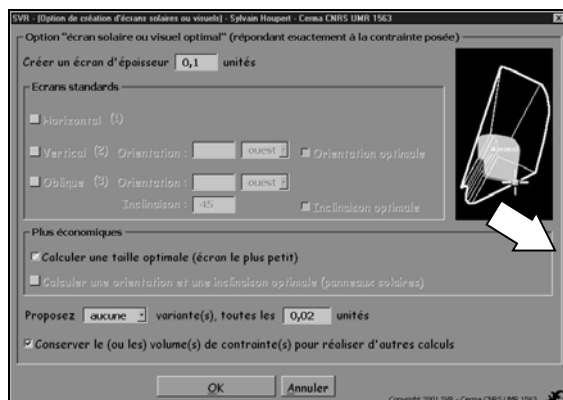 SVR - [Option de création d'écrans solaires ou visuels] - Sylvain Houpert - Cerma CNRS UMR 1563
Option "écran solaire ou visuel optimal" (répondant exactement à la contrainte posée)
Créer un écran d'épaisseur 0,1 unités
Ecrans standards
Horizontal (1)
Vertical (2) Orientation : ouest Orientation optimale
Oblique (3) Orientation : ouest
Inclinaison : 45 Inclinaison optimale
Plus économiques
Calculer une taille optimale (écran le plus petit)
Calculer une orientation et une inclinaison optimale (panneaux solaires)
Proposez aucune variante(s), toutes les 0,02 unités
Conserver le (ou les) volume(s) de contrainte(s) pour réaliser d'autres calculs
OK Annuler
Copyright 2001 SVR - Cerma CNRS UMR 1563